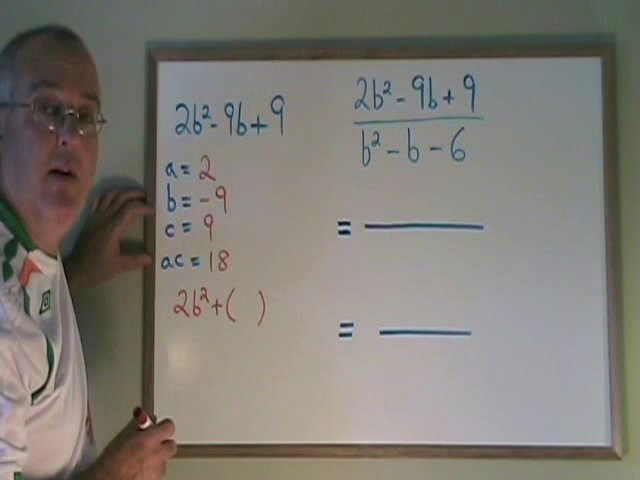 2b² - 9b + 9
a = 2
b = -9
c = 9
ac = 18
2b² + ( )
2b² - 9b + 9
b² - b - 6
=
=